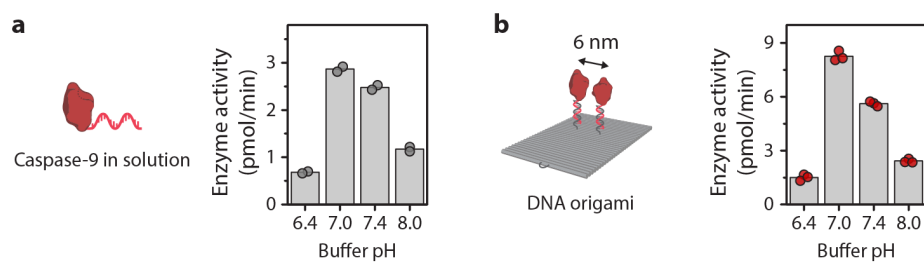 a
Caspase-9 in solution
Enzyme activity
(pmol/min)
3
2
1
0
6.4 7.0 7.4 8.0
Buffer pH
b
6 nm
DNA origami
Enzyme activity
(pmol/min)
9
6
3
0
6.4 7.0 7.4 8.0
Buffer pH